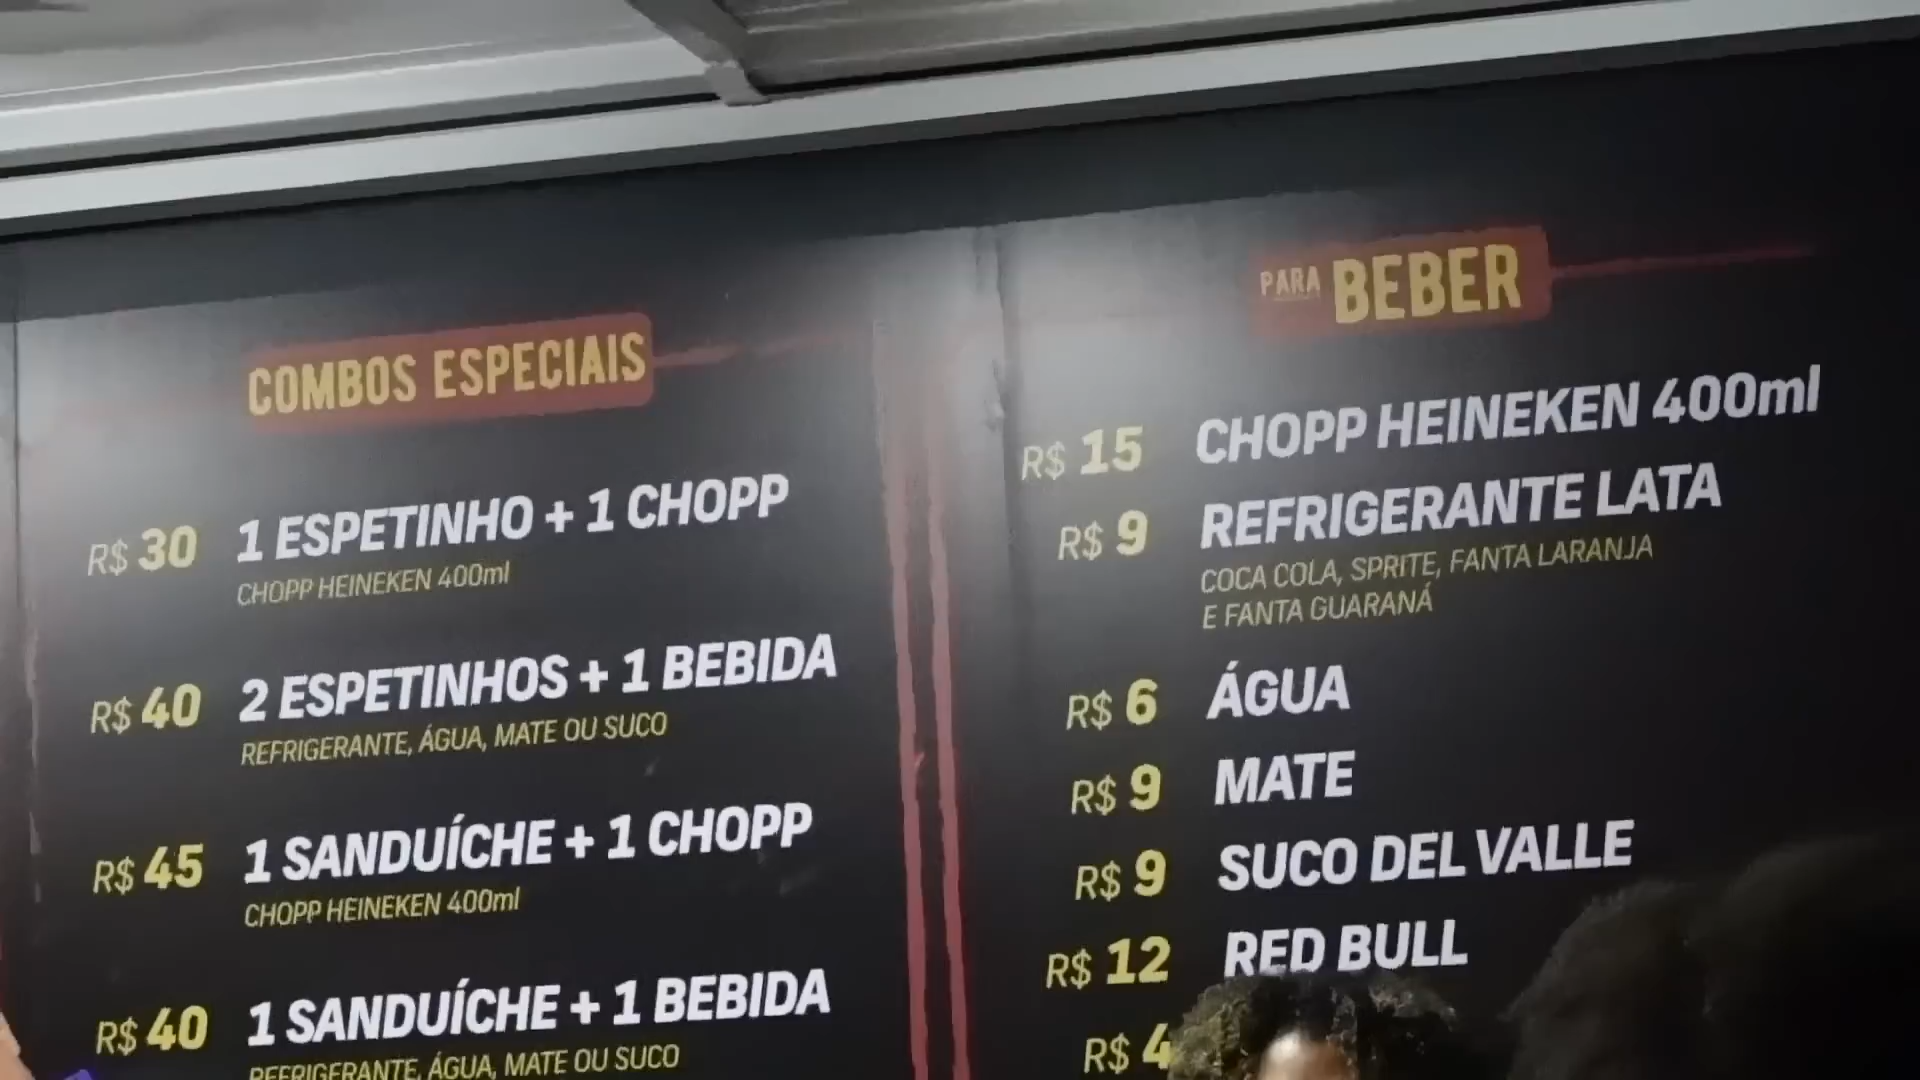 COMBOS ESPECIAIS
R$ 30 1 ESPETINHO + 1 CHOPP
CHOPP HEINEKEN 400ml
R$ 40 2 ESPETINHOS + 1 BEBIDA
REFRIGERANTE, ÁGUA, MATE OU SUCO
R$ 45 1 SANDUÍCHE + 1 CHOPP
CHOPP HEINEKEN 400ml
R$ 40 1 SANDUÍCHE + 1 BEBIDA
REFRIGERANTE, ÁGUA, MATE OU SUCO
PARA BEBER
R$ 15 CHOPP HEINEKEN 400ml
R$ 9 REFRIGERANTE LATA
COCA COLA, SPRITE, FANTA LARANJA
E FANTA GUARANÁ
R$ 6 ÁGUA
R$ 9 MATE
R$ 9 SUCO DEL VALLE
R$ 12 RED BULL
R$ 4